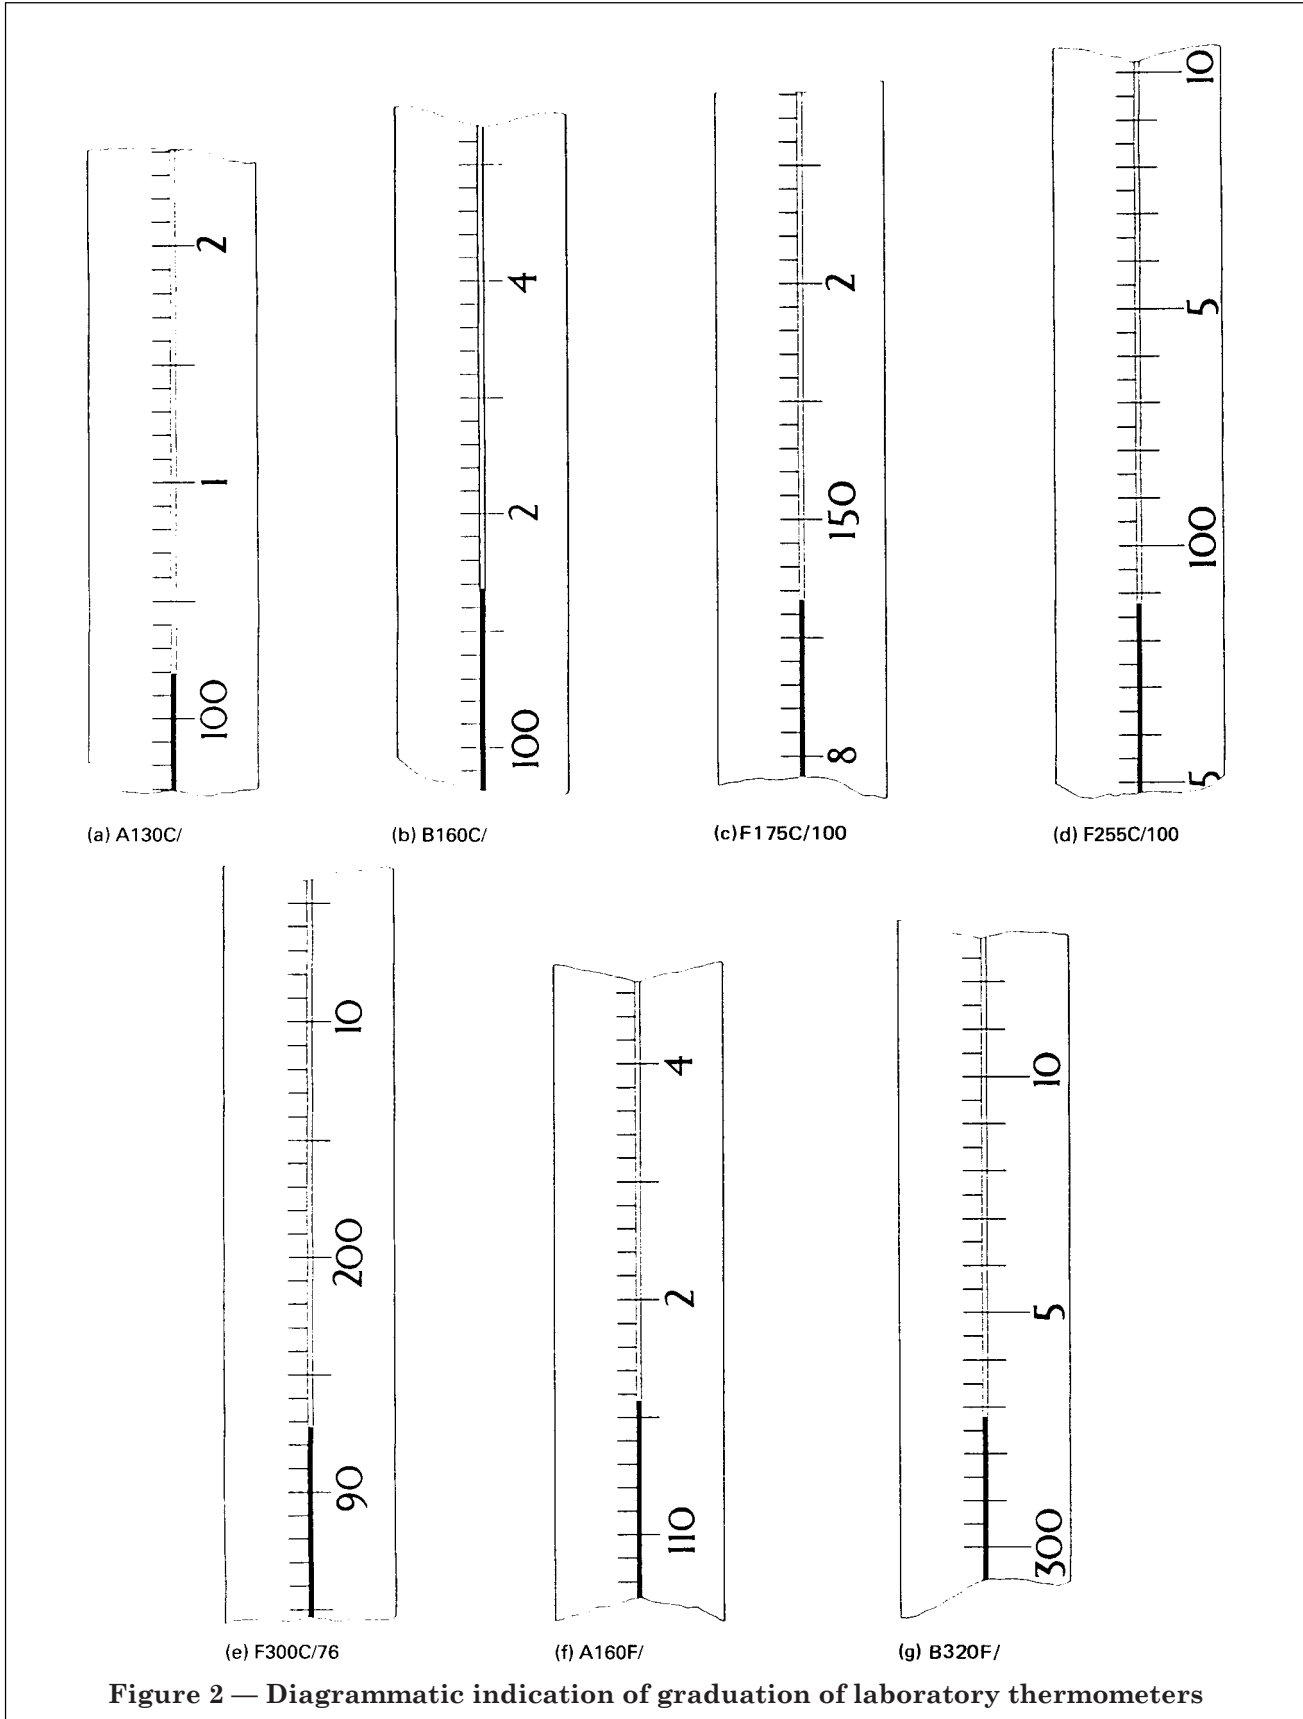 2
1
100
4
2
100
2
150
8
10
5
100
5
(a) A130C/
(b) B160C/
(c) F175C/100
(d) F255C/100
10
200
90
4
2
110
10
5
300
(e) F300C/76
(f) A160F/
(g) B320F/
Figure 2 — Diagrammatic indication of graduation of laboratory thermometers